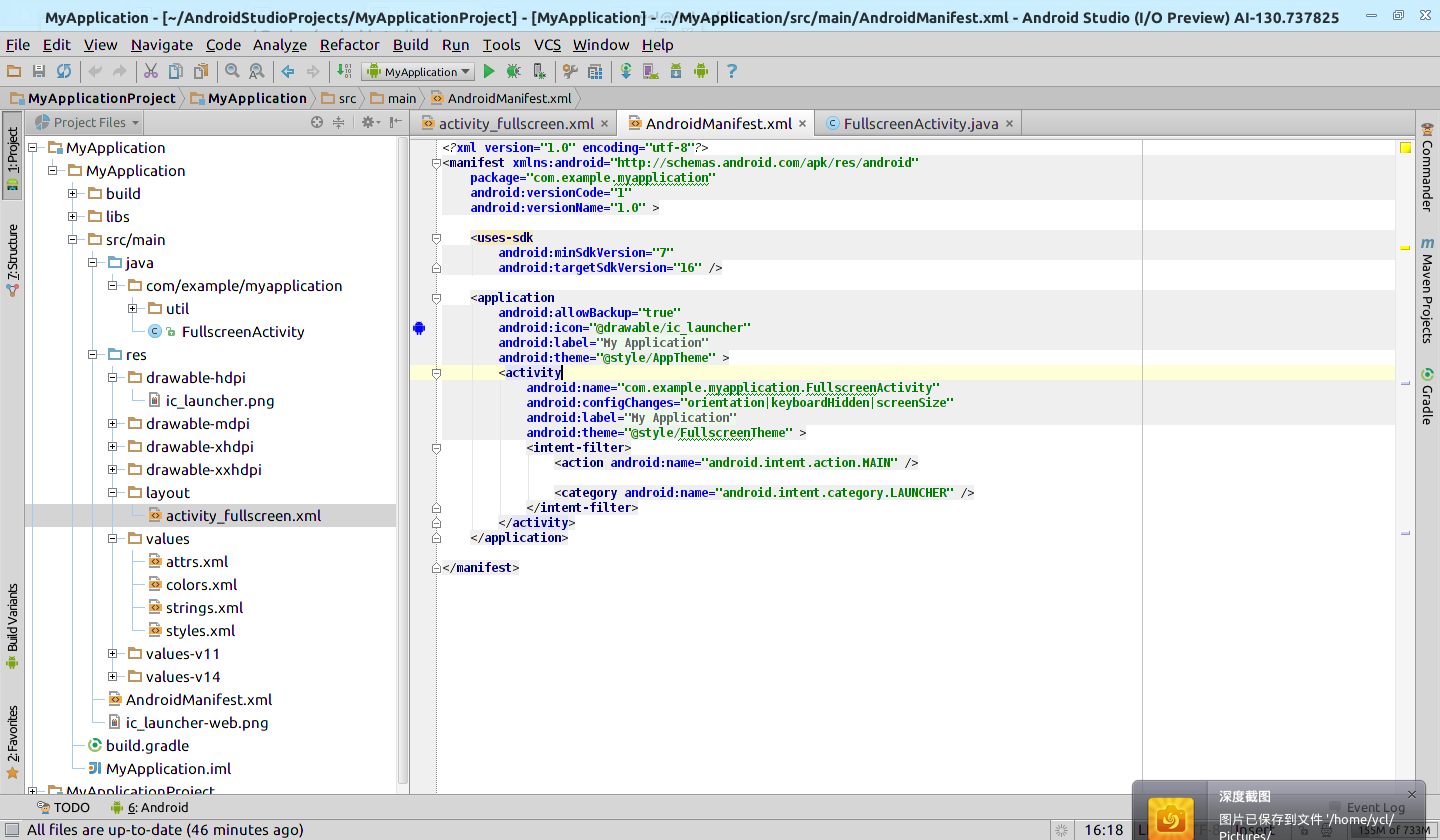 MyApplication - [~/AndroidStudioProjects/MyApplicationProject] - [MyApplication] - .../MyApplication/src/main/AndroidManifest.xml - Android Studio (I/O Preview) AI-130.737825
File Edit View Navigate Code Analyze Refactor Build Run Tools VCS Window Help
MyApplication
MyApplicationProject MyApplication src main AndroidManifest.xml
Project Files
activity_fullscreen.xml AndroidManifest.xml FullscreenActivity.java
1: Project
7: Structure
Build Variants
2: Favorites
MyApplication
MyApplication
build
libs
src/main
java
com/example/myapplication
util
FullscreenActivity
res
drawable-hdpi
ic_launcher.png
drawable-mdpi
drawable-xhdpi
drawable-xxhdpi
layout
activity_fullscreen.xml
values
attrs.xml
colors.xml
strings.xml
styles.xml
values-v11
values-v14
AndroidManifest.xml
ic_launcher-web.png
build.gradle
MyApplication.iml
MyApplicationProject
<?xml version="1.0" encoding="utf-8"?>
<manifest xmlns:android="http://schemas.android.com/apk/res/android"
package="com.example.myapplication"
android:versionCode="1"
android:versionName="1.0" >
<uses-sdk
android:minSdkVersion="7"
android:targetSdkVersion="16" />
<application
android:allowBackup="true"
android:icon="@drawable/ic_launcher"
android:label="My Application"
android:theme="@style/AppTheme" >
<activity
android:name="com.example.myapplication.FullscreenActivity"
android:configChanges="orientation|keyboardHidden|screenSize"
android:label="My Application"
android:theme="@style/FullscreenTheme" >
<intent-filter>
<action android:name="android.intent.action.MAIN" />
<category android:name="android.intent.category.LAUNCHER" />
</intent-filter>
</activity>
</application>
</manifest>
Commander
Maven Projects
Gradle
TODO 6: Android
Event Log
深度截图
图片已保存到文件 '/home/ycl/
Pictures/
All files are up-to-date (46 minutes ago)
16:18 Insert 155M of 733M